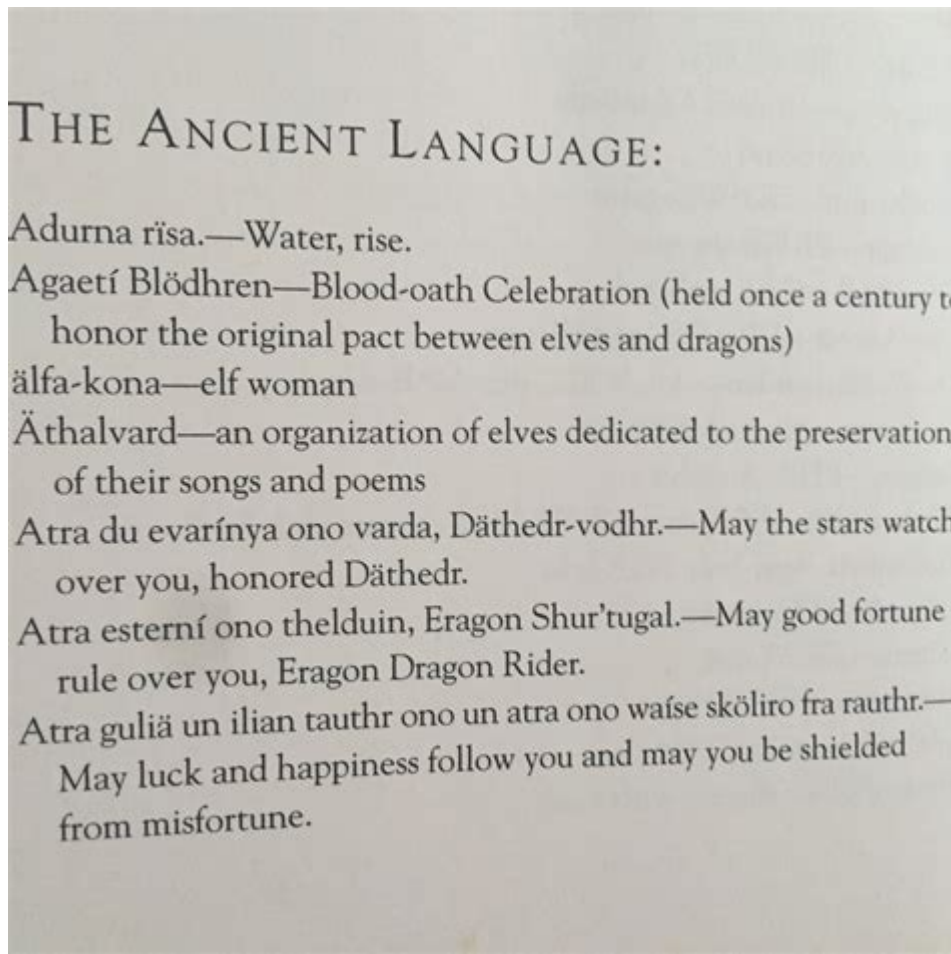 THE ANCIENT LANGUAGE:
Adurna rïsa.—Water, rise.
Agaetí Blödhren—Blood-oath Celebration (held once a century
honor the original pact between elves and dragons)
älfa-kona—elf woman
Äthalvard—an organization of elves dedicated to the preservation
of their songs and poems
Atra du evarínya ono varda, Däthedr-vodhr.—May the stars watch
over you, honored Däthedr.
Atra esterní ono thelduin, Eragon Shur'tugal.—May good fortune
rule over you, Eragon Dragon Rider.
Atra guliä un ilian tauthr ono un atra ono waíse sköliro fra rauthr.—
May luck and happiness follow you and may you be shielded
from misfortune.